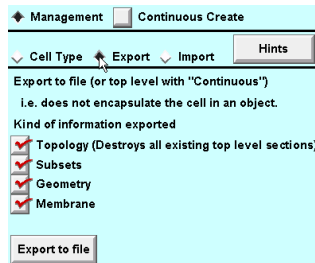 Management Continuous Create
Cell Type Export Import Hints
Export to file (or top level with "Continuous")
i.e. does not encapsulate the cell in an object.
Kind of information exported
Topology (Destroys all existing top level sections)
Subsets
Geometry
Membrane
Export to file